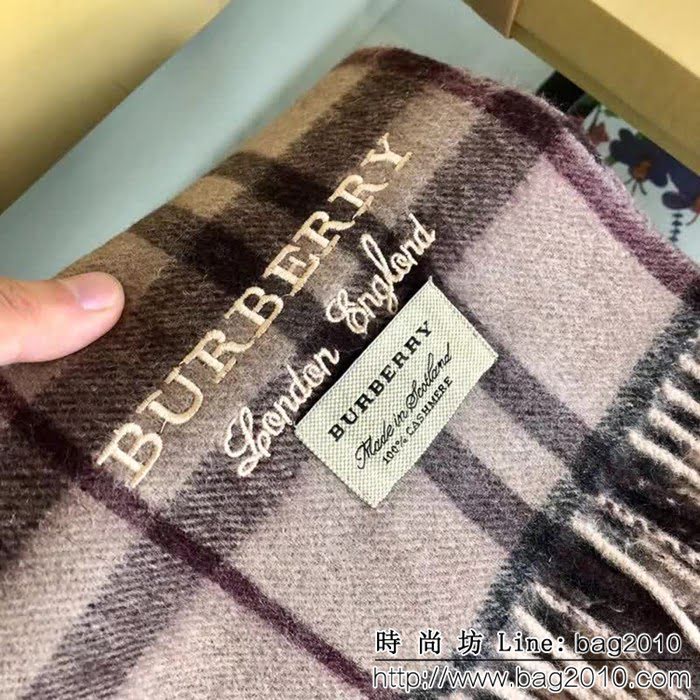 BURBERRY
London England
BURBERRY
Made in Scotland
100% CASHMERE
時尚坊 Line:bag2010
http://www.bag2010.com/